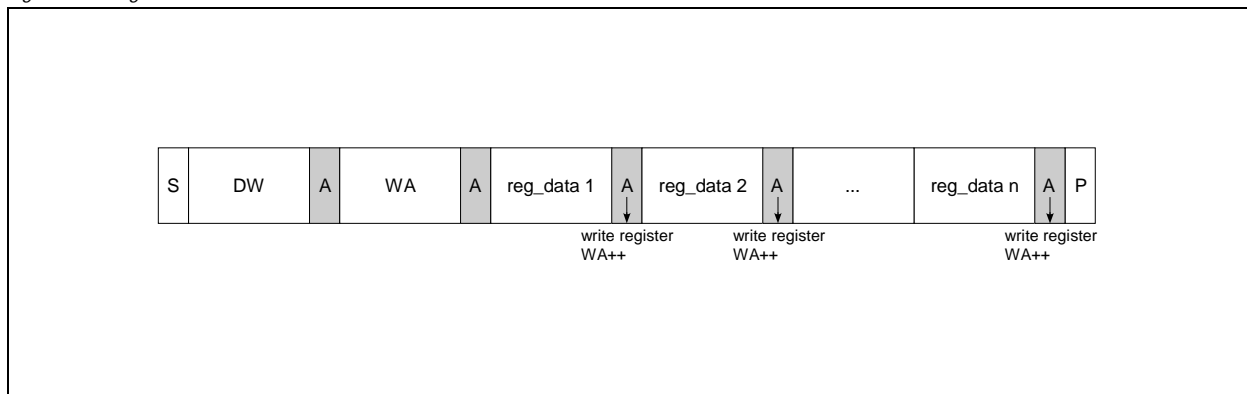 S DW A WA A reg_data 1 A reg_data 2 A ... reg_data n A P
write register write register write register
WA++ WA++ WA++